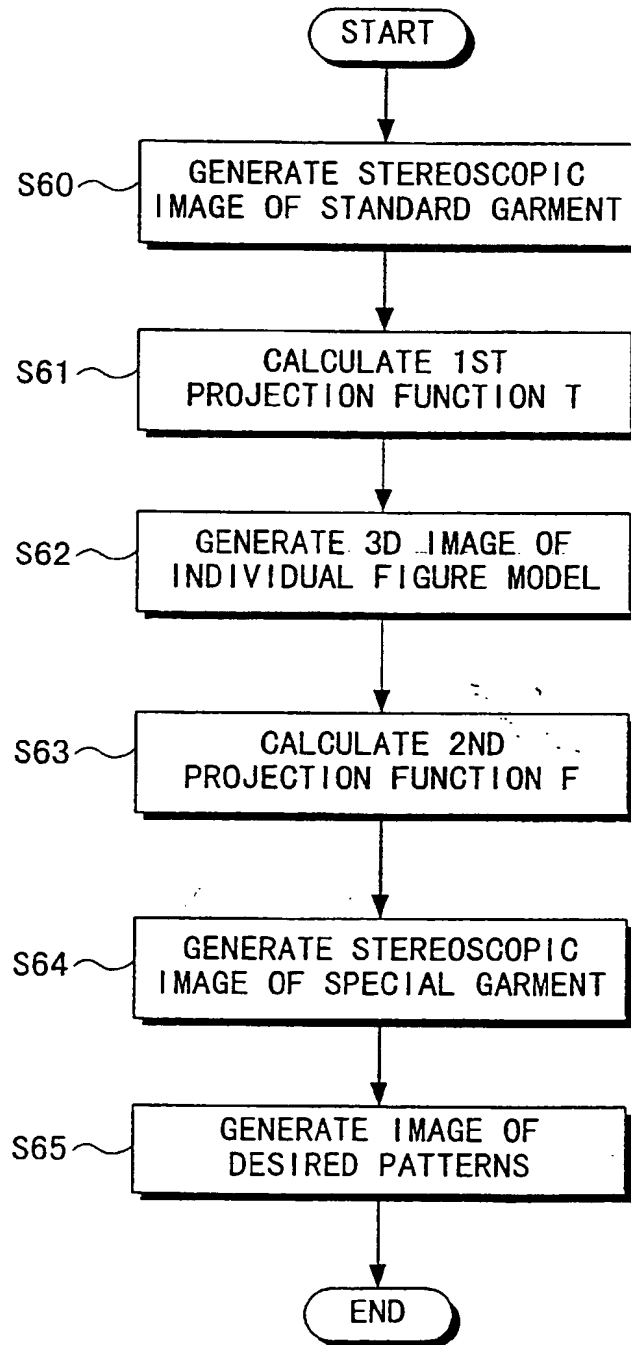 START
S60
GENERATE STEREOSCOPIC
IMAGE OF STANDARD GARMENT
S61
CALCULATE 1ST
PROJECTION FUNCTION T
S62
GENERATE 3D IMAGE OF
INDIVIDUAL FIGURE MODEL
S63
CALCULATE 2ND
PROJECTION FUNCTION F
S64
GENERATE STEREOSCOPIC
IMAGE OF SPECIAL GARMENT
S65
GENERATE IMAGE OF
DESIRED PATTERNS
END